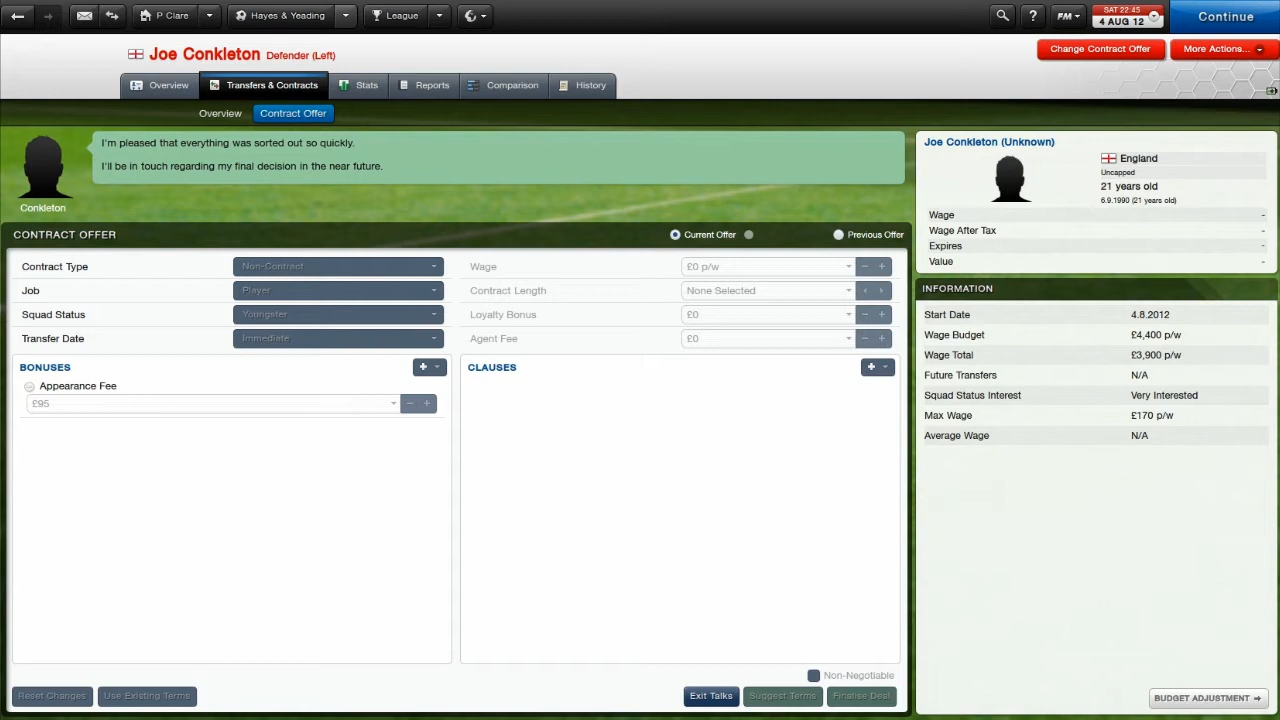 P Clare
Hayes & Yeading
League
?
FM
SAT 22:45
4 AUG 12
Continue
Joe Conkleton Defender (Left)
Change Contract Offer
More Actions...
Overview
Transfers & Contracts
Stats
Reports
Comparison
History
Overview
Contract Offer
I'm pleased that everything was sorted out so quickly.
I'll be in touch regarding my final decision in the near future.
Conkleton
Joe Conkleton (Unknown)
England
Uncapped
21 years old
6.9.1990 (21 years old)
Wage -
Wage After Tax -
Expires -
Value -
CONTRACT OFFER
Current Offer
Previous Offer
Contract Type Non-Contract
Job Player
Squad Status Youngster
Transfer Date Immediate
Wage £0 p/w
Contract Length None Selected
Loyalty Bonus £0
Agent Fee £0
BONUSES
Appearance Fee
£95
CLAUSES
INFORMATION
Start Date 4.8.2012
Wage Budget £4,400 p/w
Wage Total £3,900 p/w
Future Transfers N/A
Squad Status Interest Very Interested
Max Wage £170 p/w
Average Wage N/A
Non-Negotiable
Reset Changes
Use Existing Terms
Exit Talks
Suggest Terms
Finalise Deal
BUDGET ADJUSTMENT